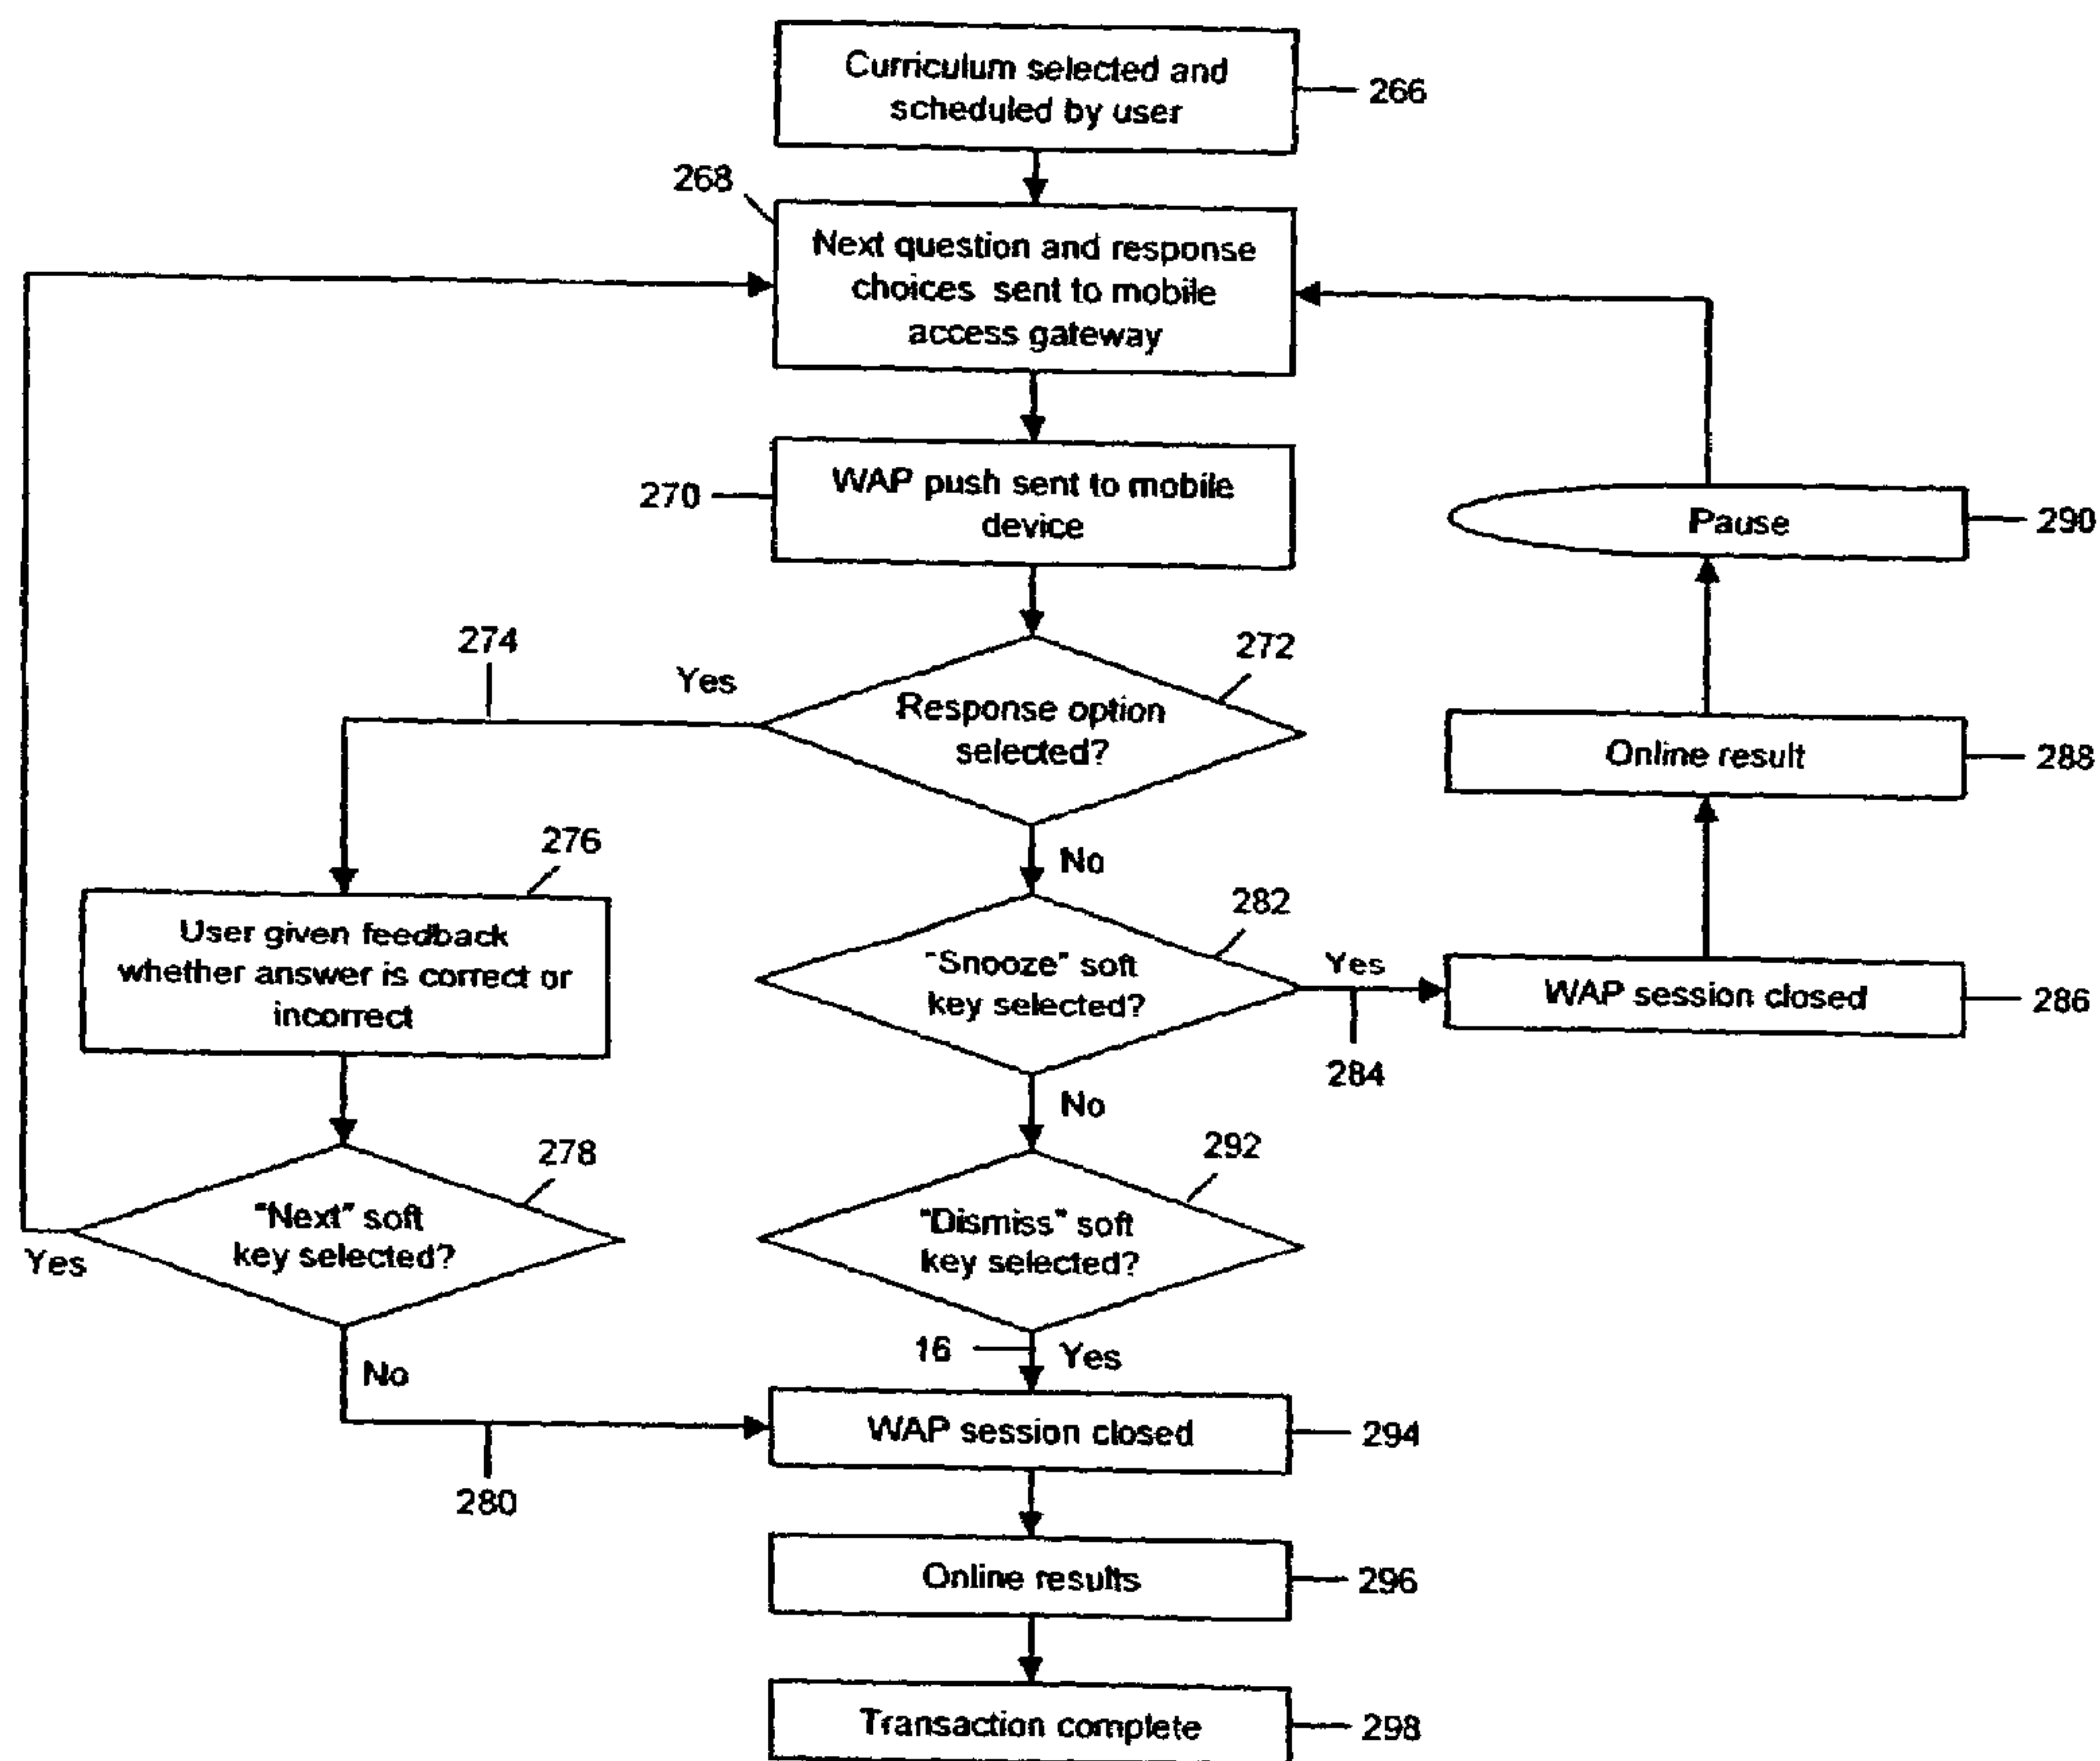 Curriculum selected and
scheduled by user
266
268
Next question and response
choices sent to mobile
access gateway
270
WAP push sent to mobile
device
Pause
290
274
Yes
272
Response option
selected?
Online result
288
No
276
User given feedback
whether answer is correct or
incorrect
282
"Snooze" soft
key selected?
Yes
284
WAP session closed
286
No
278
"Next" soft
key selected?
Yes
292
"Dismiss" soft
key selected?
16
Yes
No
280
WAP session closed
294
Online results
296
Transaction complete
298